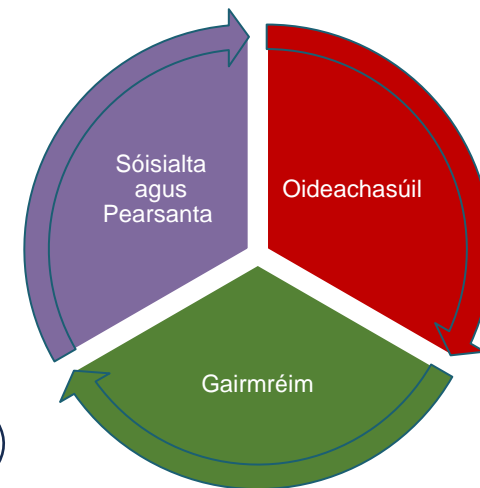 Sóisialta
agus
Pearsanta
Oideachasúil
Gairmréim